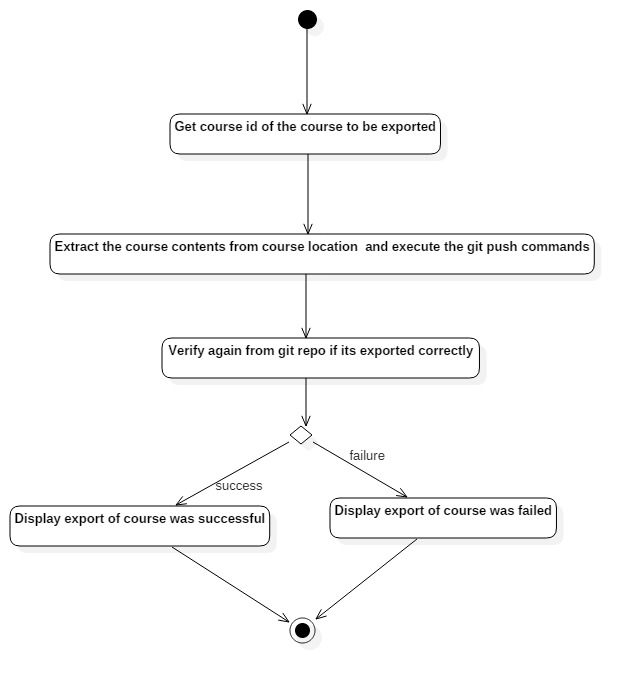 Get course id of the course to be exported
Extract the course contents from course location  and execute the git push commands
Verify again from git repo if its exported correctly
failure
success
Display export of course was successful
Display export of course was failed